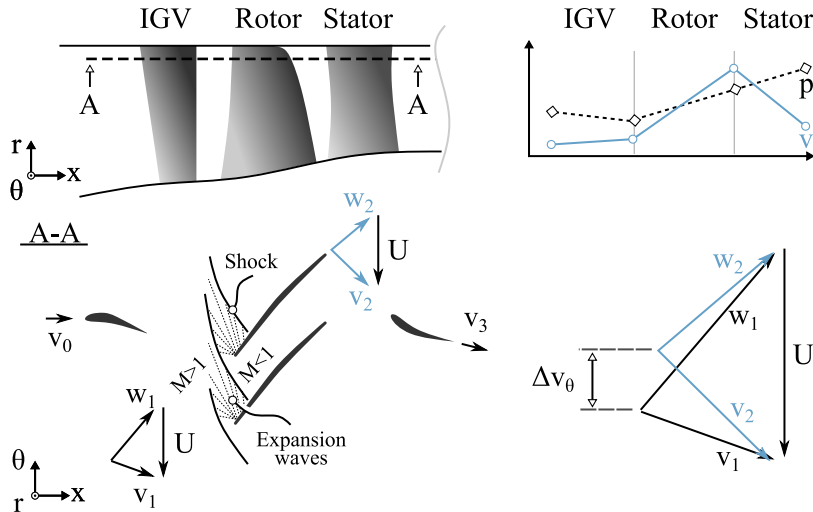 IGV Rotor Stator
A A
r
θ x
IGV Rotor Stator
p
v
A-A
Shock
w₂
U
v₂
v₀
v₃
M>1
M<1
w₁
U
v₁
Expansion
waves
θ
r x
w₂
w₁
U
Δv_θ
v₂
v₁